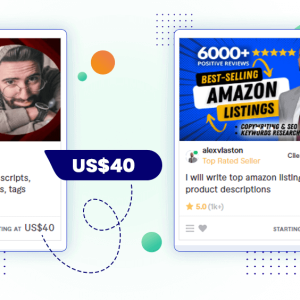 scripts,
s, tags
TING AT US$40
US$40
6000+
POSITIVE REVIEWS
BEST-SELLING
AMAZON
LISTINGS
COPYWRITING & SEO
KEYWORDS RESEARCH
alexvlaston
Top Rated Seller
Clie
I will write top amazon listing
product descriptions
5.0 (1k+)
STARTING